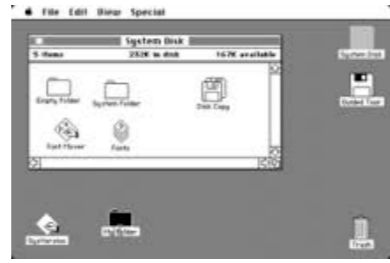 File Edit View Special
System Disk
5 items 232K in disk 167K available
Empty Folder System Folder Disk Copy
Font Mover Fonts
System Disk
Guided Tour
Trash